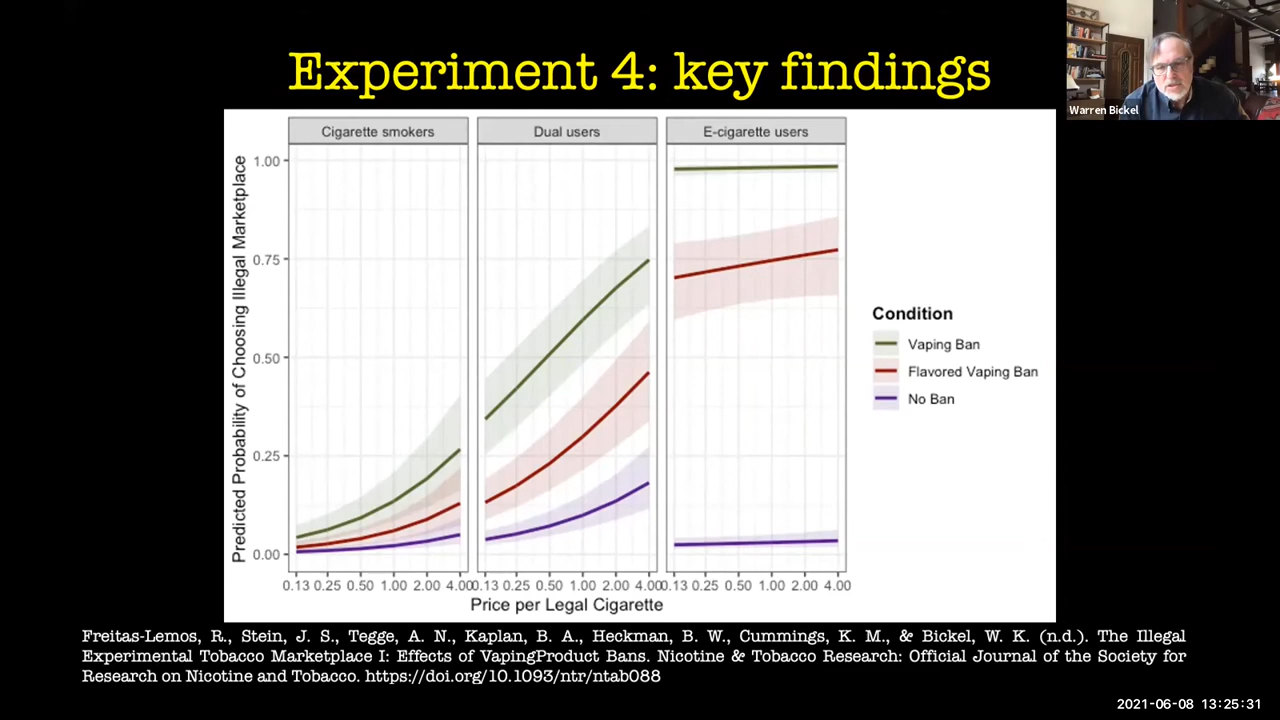 Experiment 4: key findings
Warren Bickel
Cigarette smokers
Dual users
E-cigarette users
Predicted Probability of Choosing Illegal Marketplace
1.00
0.75
0.50
0.25
0.00
0.13 0.25 0.50 1.00 2.00 4.00
0.13 0.25 0.50 1.00 2.00 4.00
0.13 0.25 0.50 1.00 2.00 4.00
Price per Legal Cigarette
Condition
Vaping Ban
Flavored Vaping Ban
No Ban
Freitas-Lemos, R., Stein, J. S., Tegge, A. N., Kaplan, B. A., Heckman, B. W., Cummings, K. M., & Bickel, W. K. (n.d.). The Illegal
Experimental Tobacco Marketplace I: Effects of VapingProduct Bans. Nicotine & Tobacco Research: Official Journal of the Society for
Research on Nicotine and Tobacco. https://doi.org/10.1093/ntr/ntab088
2021-06-08 13:25:31